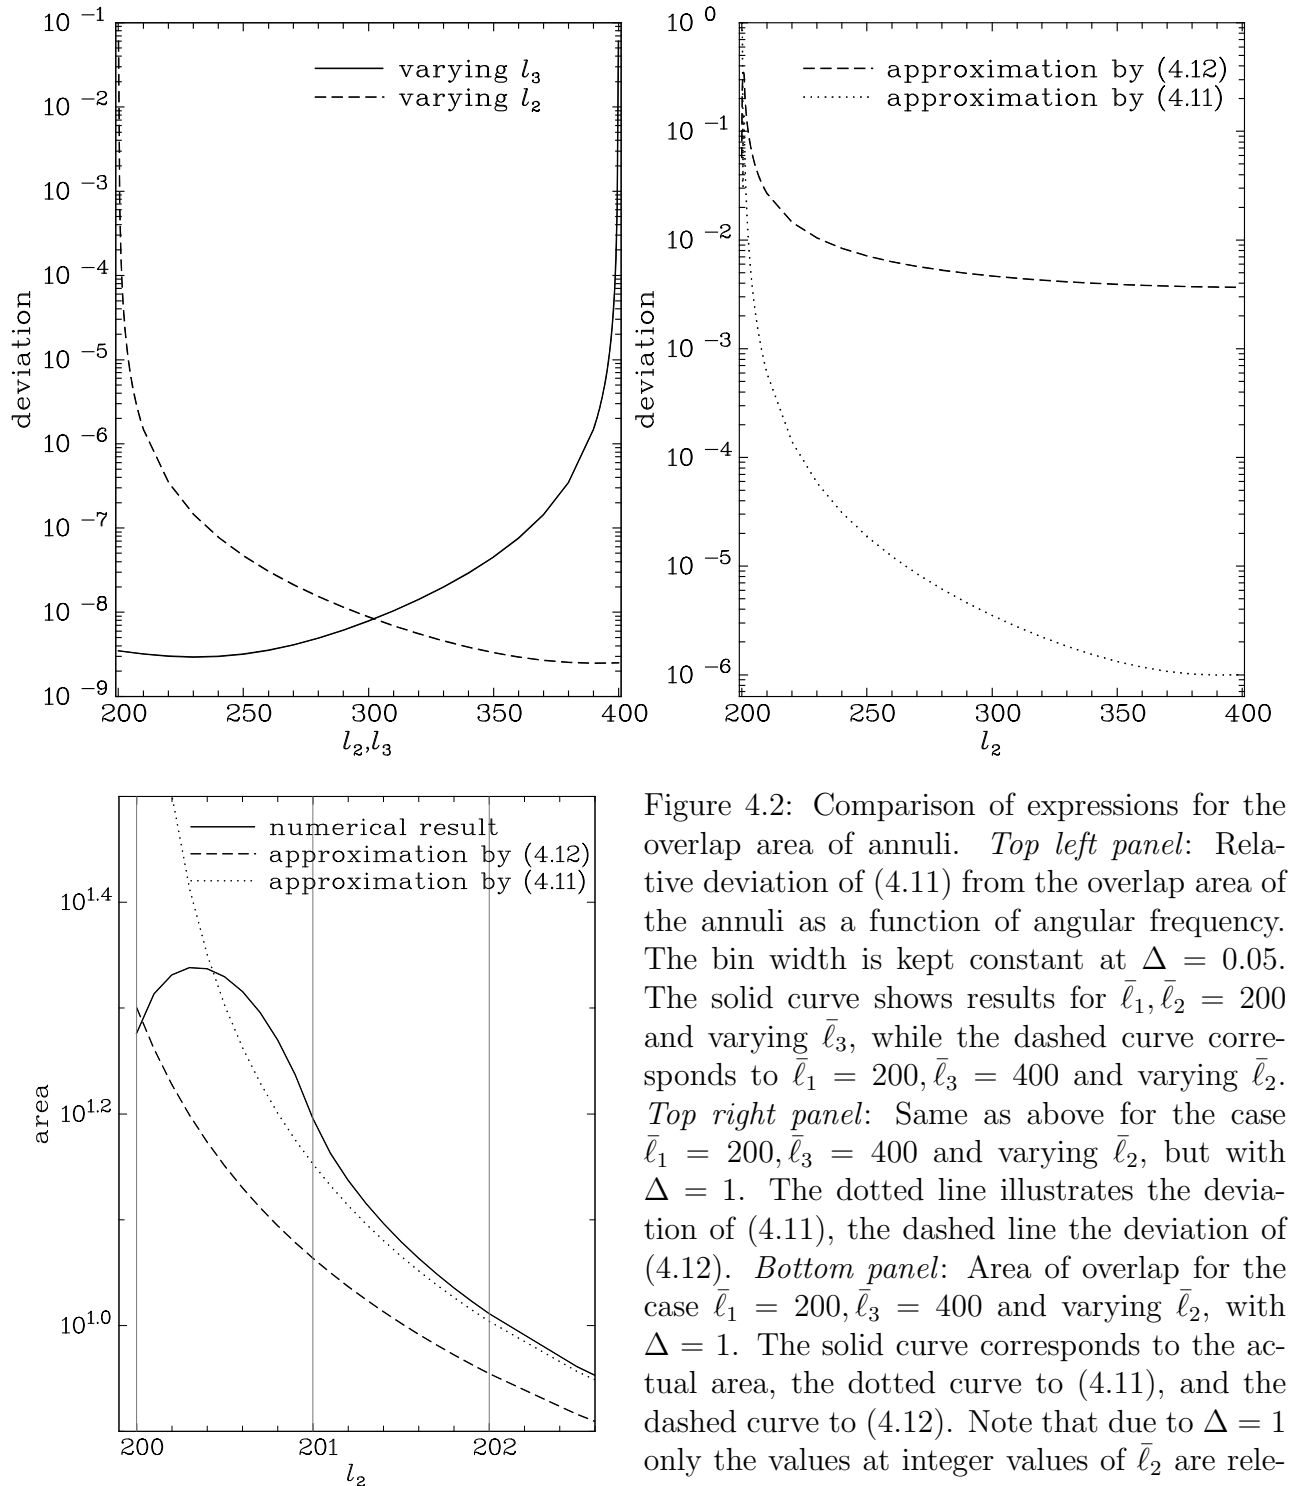 10 −1
10 −2
10 −3
10 −4
10 −5
10 −6
10 −7
10 −8
10 −9
deviation
varying l3
varying l2
200 250 300 350 400
l2,l3
10 0
10 −1
10 −2
10 −3
10 −4
10 −5
10 −6
deviation
approximation by (4.12)
approximation by (4.11)
200 250 300 350 400
l2
numerical result
approximation by (4.12)
approximation by (4.11)
10^1.4
10^1.2
10^1.0
area
200 201 202
l2
Figure 4.2: Comparison of expressions for the
overlap area of annuli. Top left panel: Rela-
tive deviation of (4.11) from the overlap area of
the annuli as a function of angular frequency.
The bin width is kept constant at Δ = 0.05.
The solid curve shows results for ℓ̄1, ℓ̄2 = 200
and varying ℓ̄3, while the dashed curve corre-
sponds to ℓ̄1 = 200, ℓ̄3 = 400 and varying ℓ̄2.
Top right panel: Same as above for the case
ℓ̄1 = 200, ℓ̄3 = 400 and varying ℓ̄2, but with
Δ = 1. The dotted line illustrates the devia-
tion of (4.11), the dashed line the deviation of
(4.12). Bottom panel: Area of overlap for the
case ℓ̄1 = 200, ℓ̄3 = 400 and varying ℓ̄2, with
Δ = 1. The solid curve corresponds to the ac-
tual area, the dotted curve to (4.11), and the
dashed curve to (4.12). Note that due to Δ = 1
only the values at integer values of ℓ̄2 are rele-